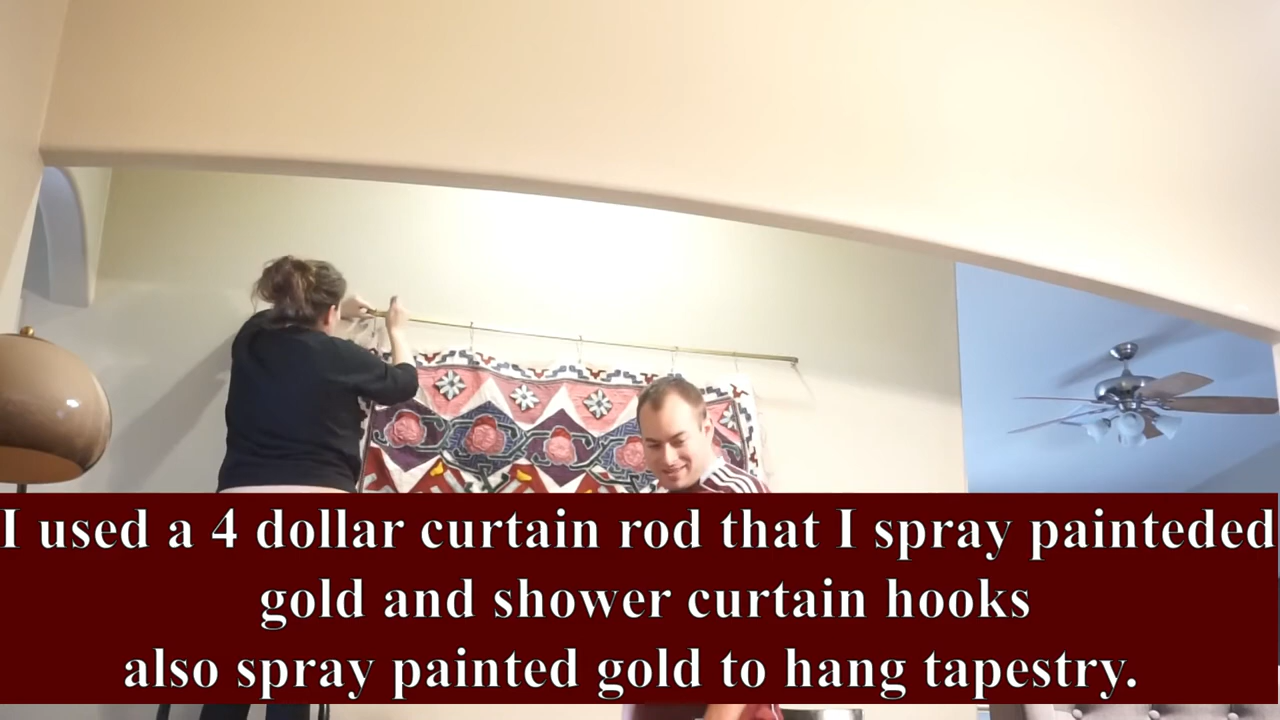 I used a 4 dollar curtain rod that I spray painteded
gold and shower curtain hooks
also spray painted gold to hang tapestry.